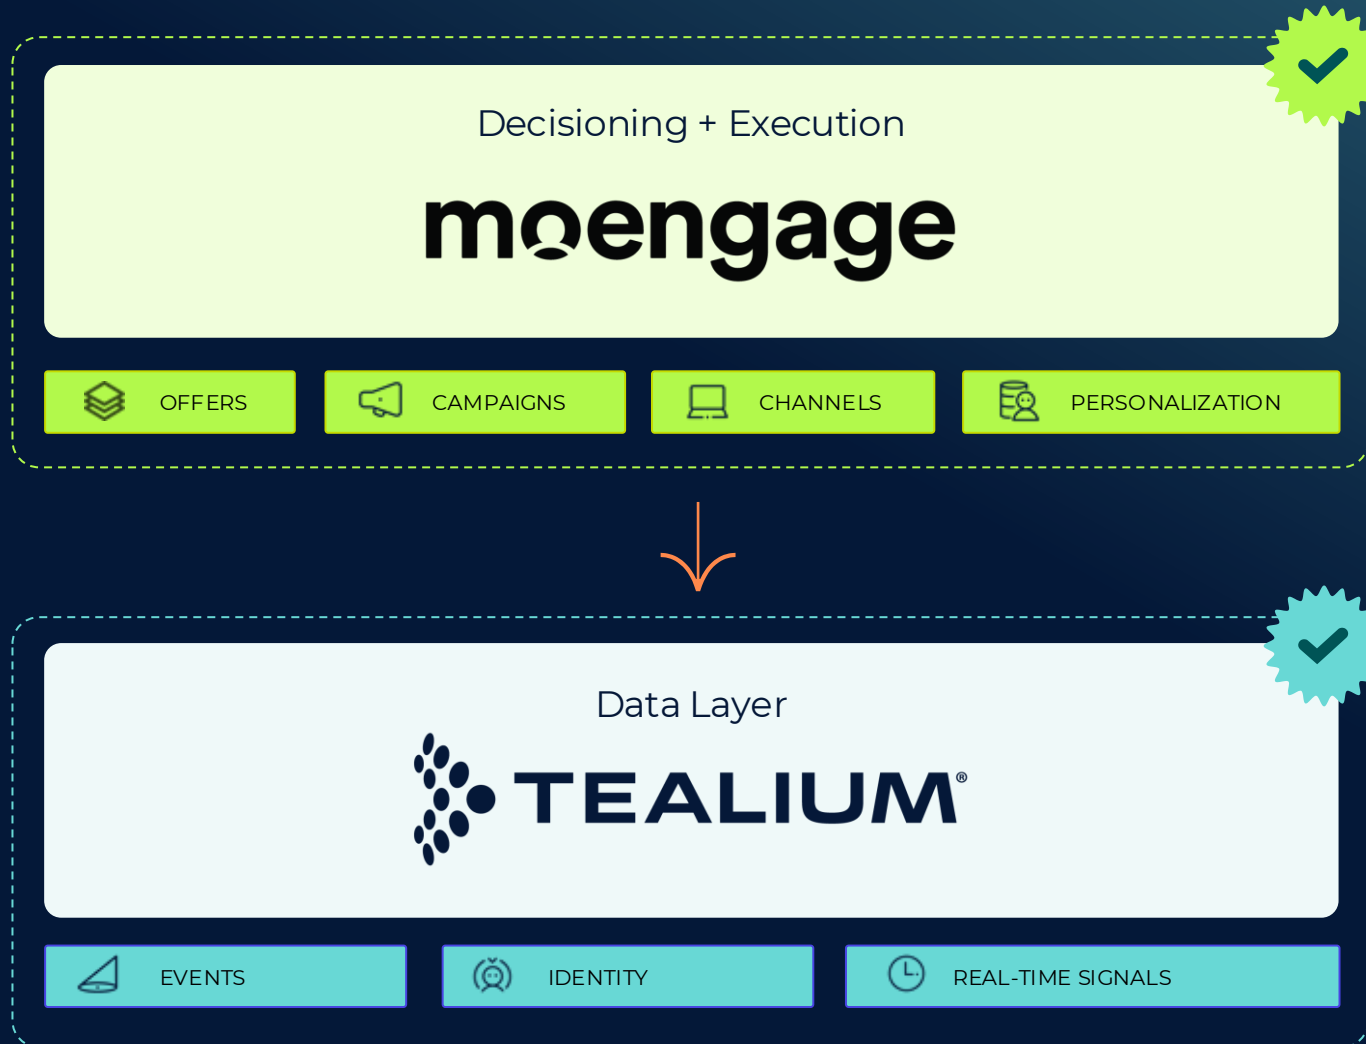 Decisioning + Execution
moengage
OFFERS
CAMPAIGNS
CHANNELS
PERSONALIZATION
Data Layer
TEALIUM®
EVENTS
IDENTITY
REAL-TIME SIGNALS